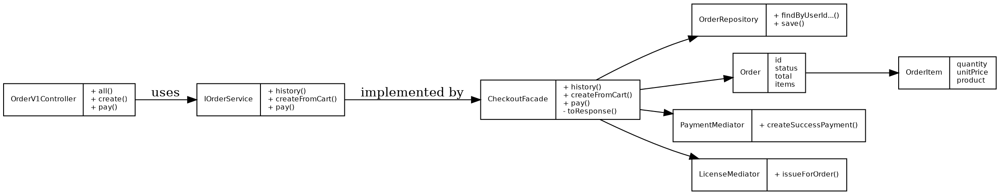 OrderV1Controller
+ all()
+ create()
+ pay()
uses
IOrderService
+ history()
+ createFromCart()
+ pay()
implemented by
CheckoutFacade
+ history()
+ createFromCart()
+ pay()
- toResponse()
OrderRepository
+ findByUserId...()
+ save()
Order
id
status
total
items
OrderItem
quantity
unitPrice
product
PaymentMediator
+ createSuccessPayment()
LicenseMediator
+ issueForOrder()